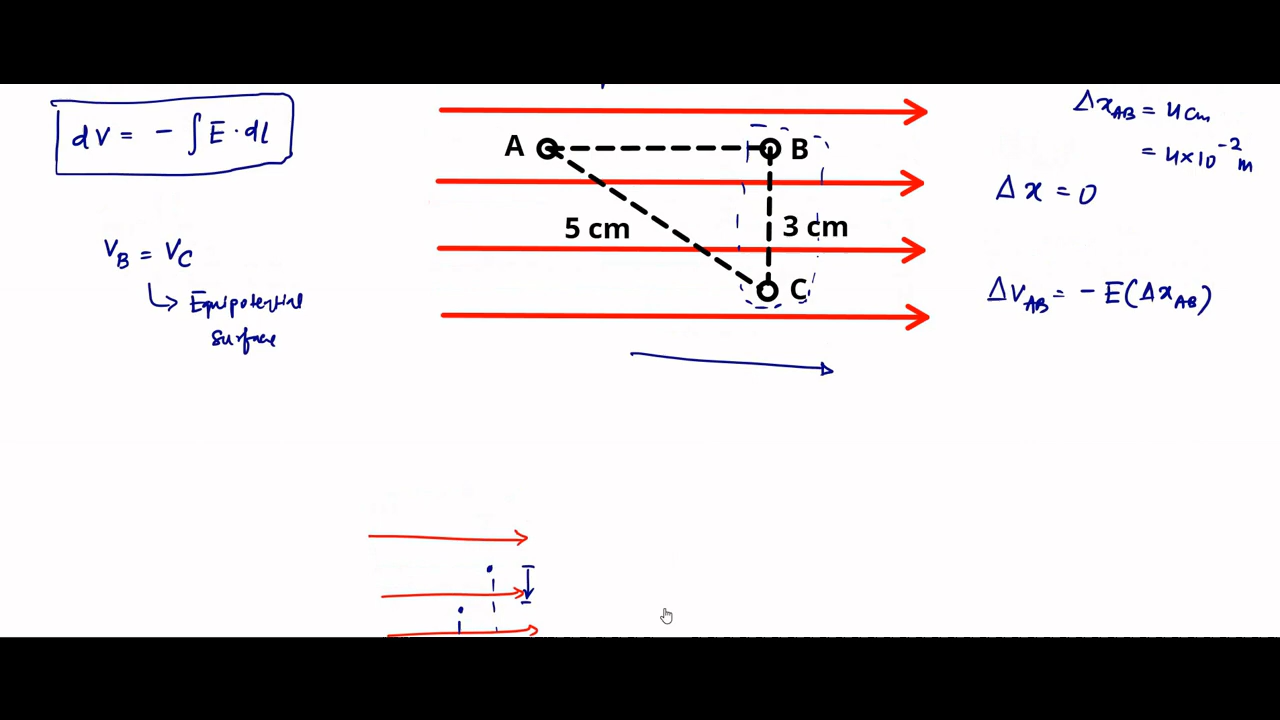 dV = - ∫ E · dl
V_B = V_C
↳ Equipotential
surface
A
B
5 cm
3 cm
C
Δx_AB = 4 cm
= 4×10^-2 m
Δx = 0
ΔV_AB = - E(Δx_AB)